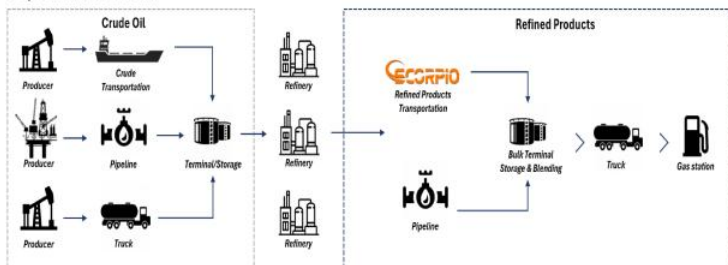 Crude Oil
Refined Products
Producer
Crude
Transportation
Refinery
SCORPIO
Refined Products
Transportation
Producer
Pipeline
Terminal/Storage
Refinery
Bulk Terminal
Storage & Blending
Truck
Gas station
Pipeline
Producer
Truck
Refinery